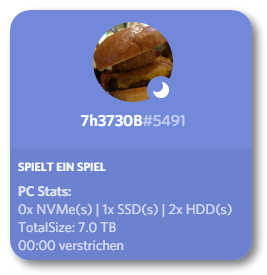 7h3730B#5491
SPIELT EIN SPIEL
PC Stats:
0x NVMe(s) | 1x SSD(s) | 2x HDD(s)
TotalSize: 7.0 TB
00:00 verstrichen